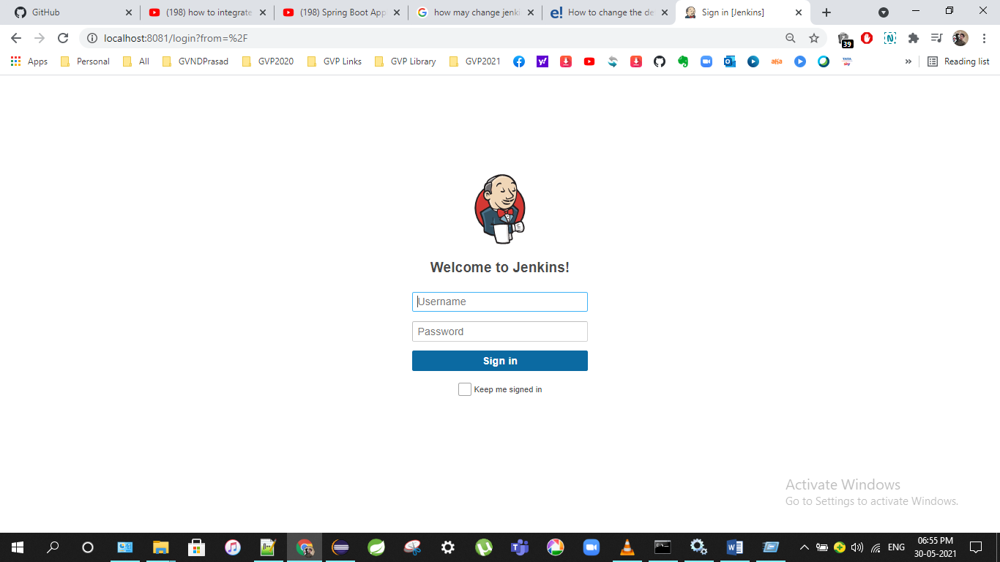 GitHub
(198) how to integrate
(198) Spring Boot App
how may change jenki
How to change the de
Sign in [Jenkins]
localhost:8081/login?from=%2F
39
Apps
Personal
All
GVNDPrasad
GVP2020
GVP Links
GVP Library
GVP2021
TATA
sky
»
Reading list
Welcome to Jenkins!
Username
Password
Sign in
Keep me signed in
Activate Windows
Go to Settings to activate Windows.
ENG
06:55 PM
30-05-2021